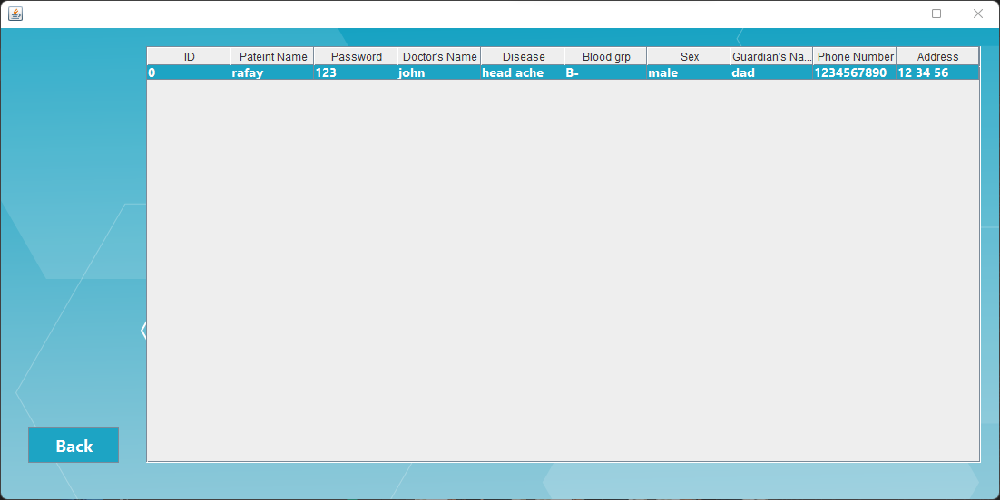 ID Pateint Name Password Doctor's Name Disease Blood grp Sex Guardian's Na... Phone Number Address
0 rafay 123 john head ache B- male dad 1234567890 12 34 56
Back